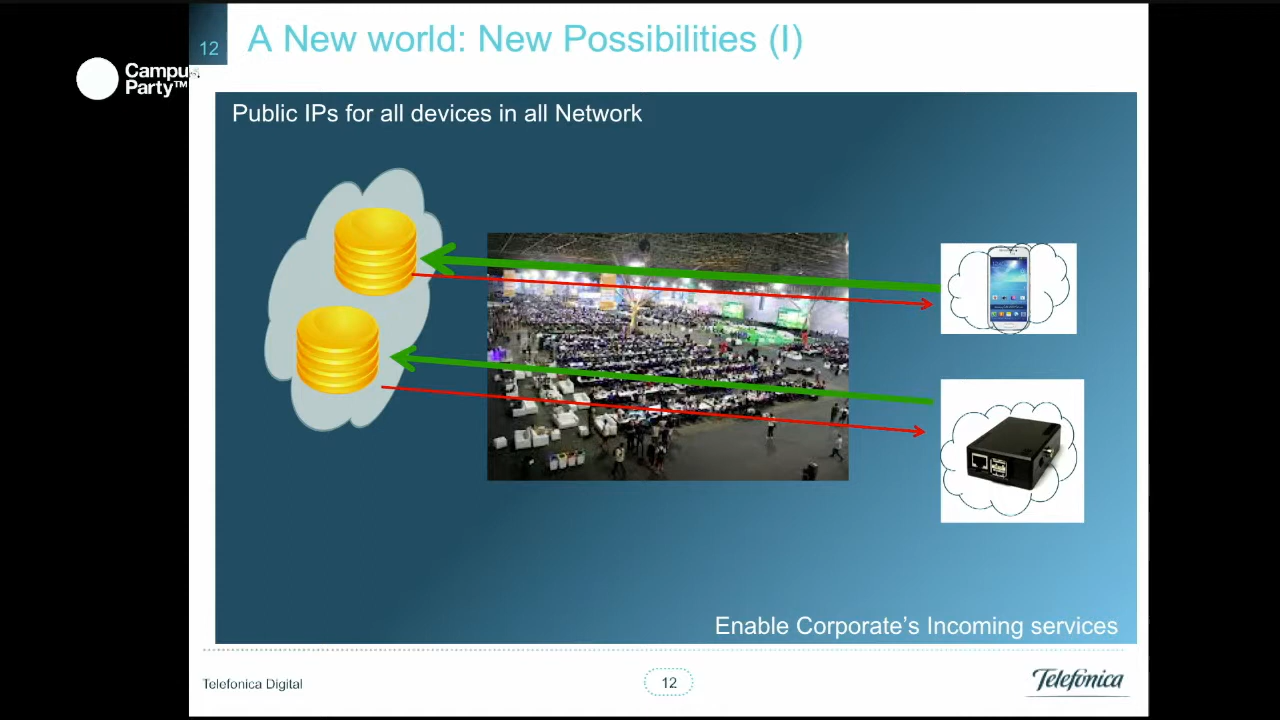 12
A New world: New Possibilities (I)
Campus
Party™
Public IPs for all devices in all Network
Enable Corporate’s Incoming services
Telefonica Digital
12
Telefónica